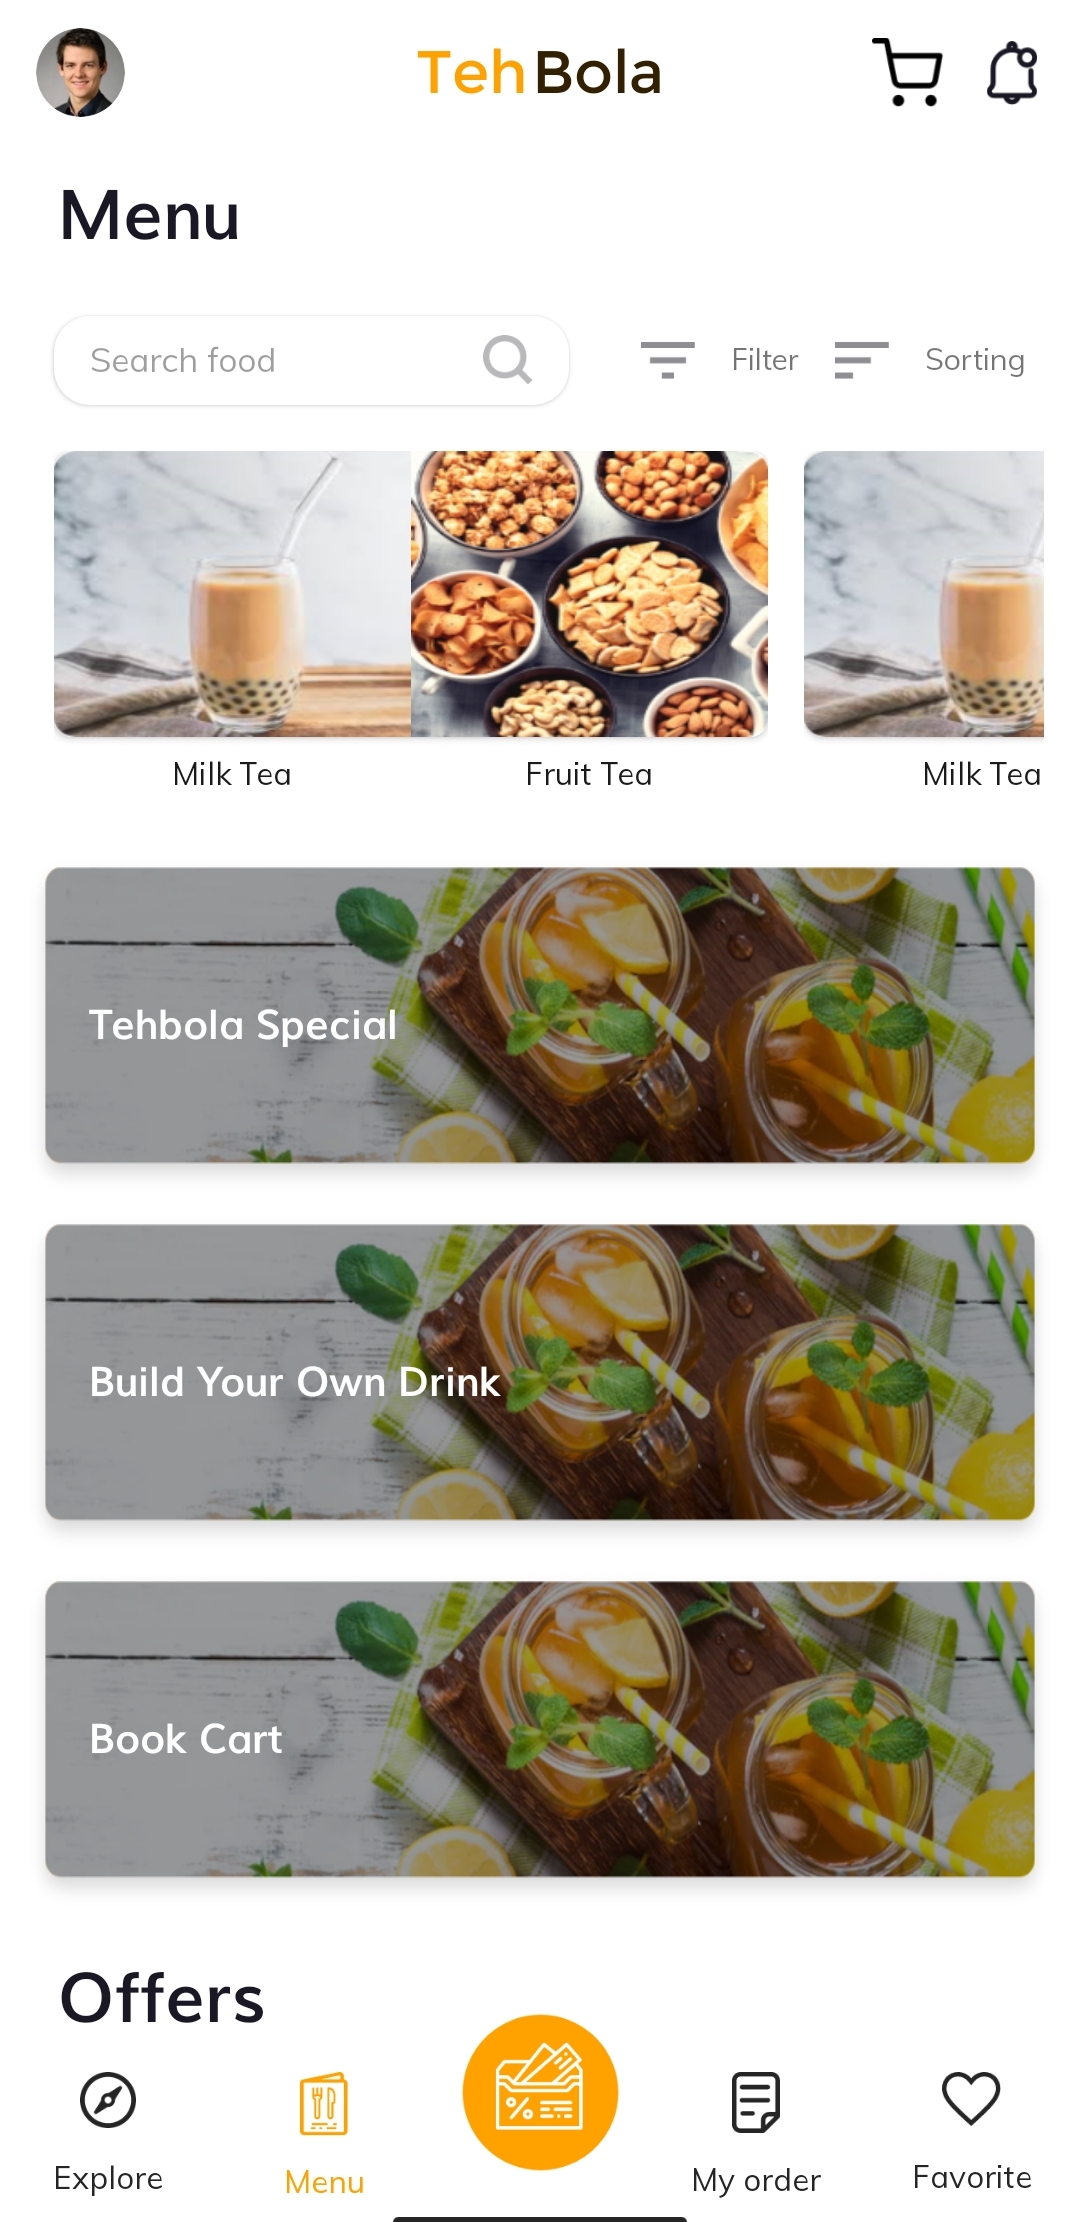 TehBola
Menu
Search food
Filter
Sorting
Milk Tea
Fruit Tea
Milk Tea
Tehbola Special
Build Your Own Drink
Book Cart
Offers
Explore
Menu
%
My order
Favorite